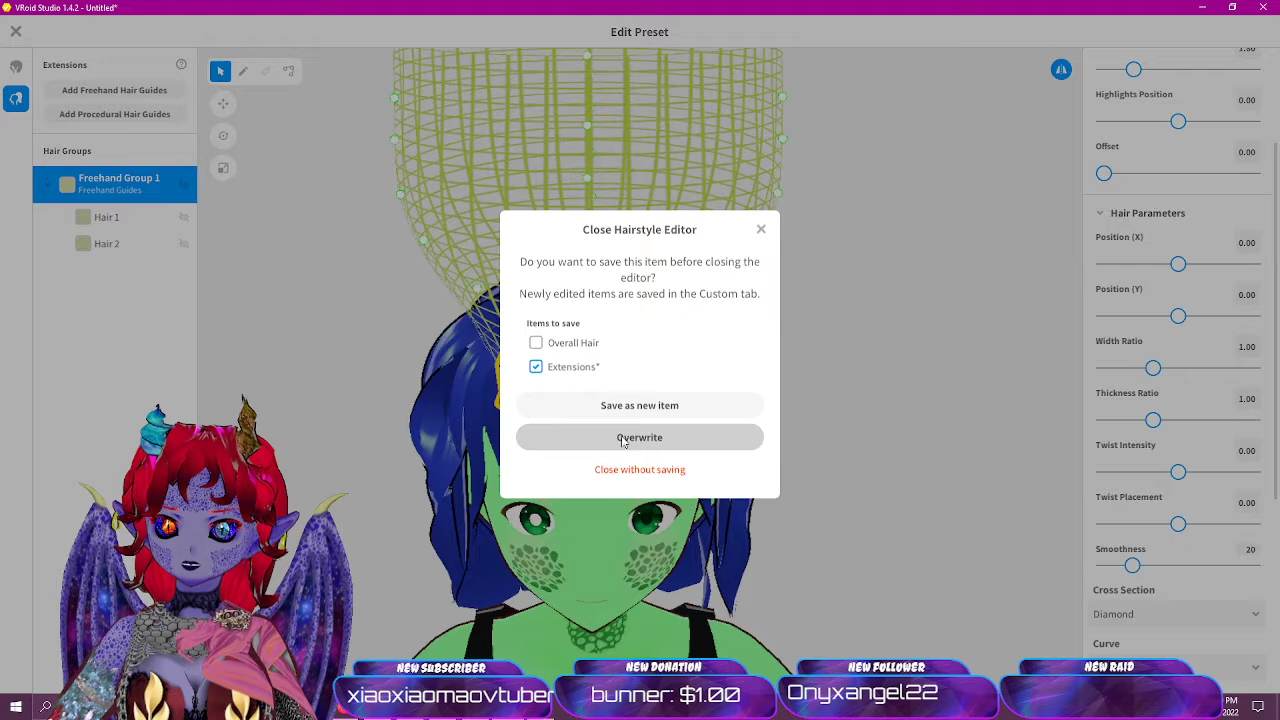 VRoid Studio 1.4.2 - Untitled*
Edit Preset
Extensions
Add Freehand Hair Guides
Add Procedural Hair Guides
Hair Groups
Freehand Group 1
Freehand Guides
Hair 1
Hair 2
Close Hairstyle Editor
Do you want to save this item before closing the
editor?
Newly edited items are saved in the Custom tab.
Items to save
Overall Hair
Extensions*
Save as new item
Overwrite
Close without saving
1.80
Highlights Position
0.00
Offset
0.00
Hair Parameters
Position (X)
0.00
Position (Y)
0.00
Width Ratio
1.00
Thickness Ratio
1.00
Twist Intensity
0.00
Twist Placement
0.00
Smoothness
20
Cross Section
Diamond
Curve
NEW SUBSCRIBER
xiaoxiaomaovtuber
NEW DONATION
bunner: $1.00
NEW FOLLOWER
Onyxangel22
NEW RAID
PM